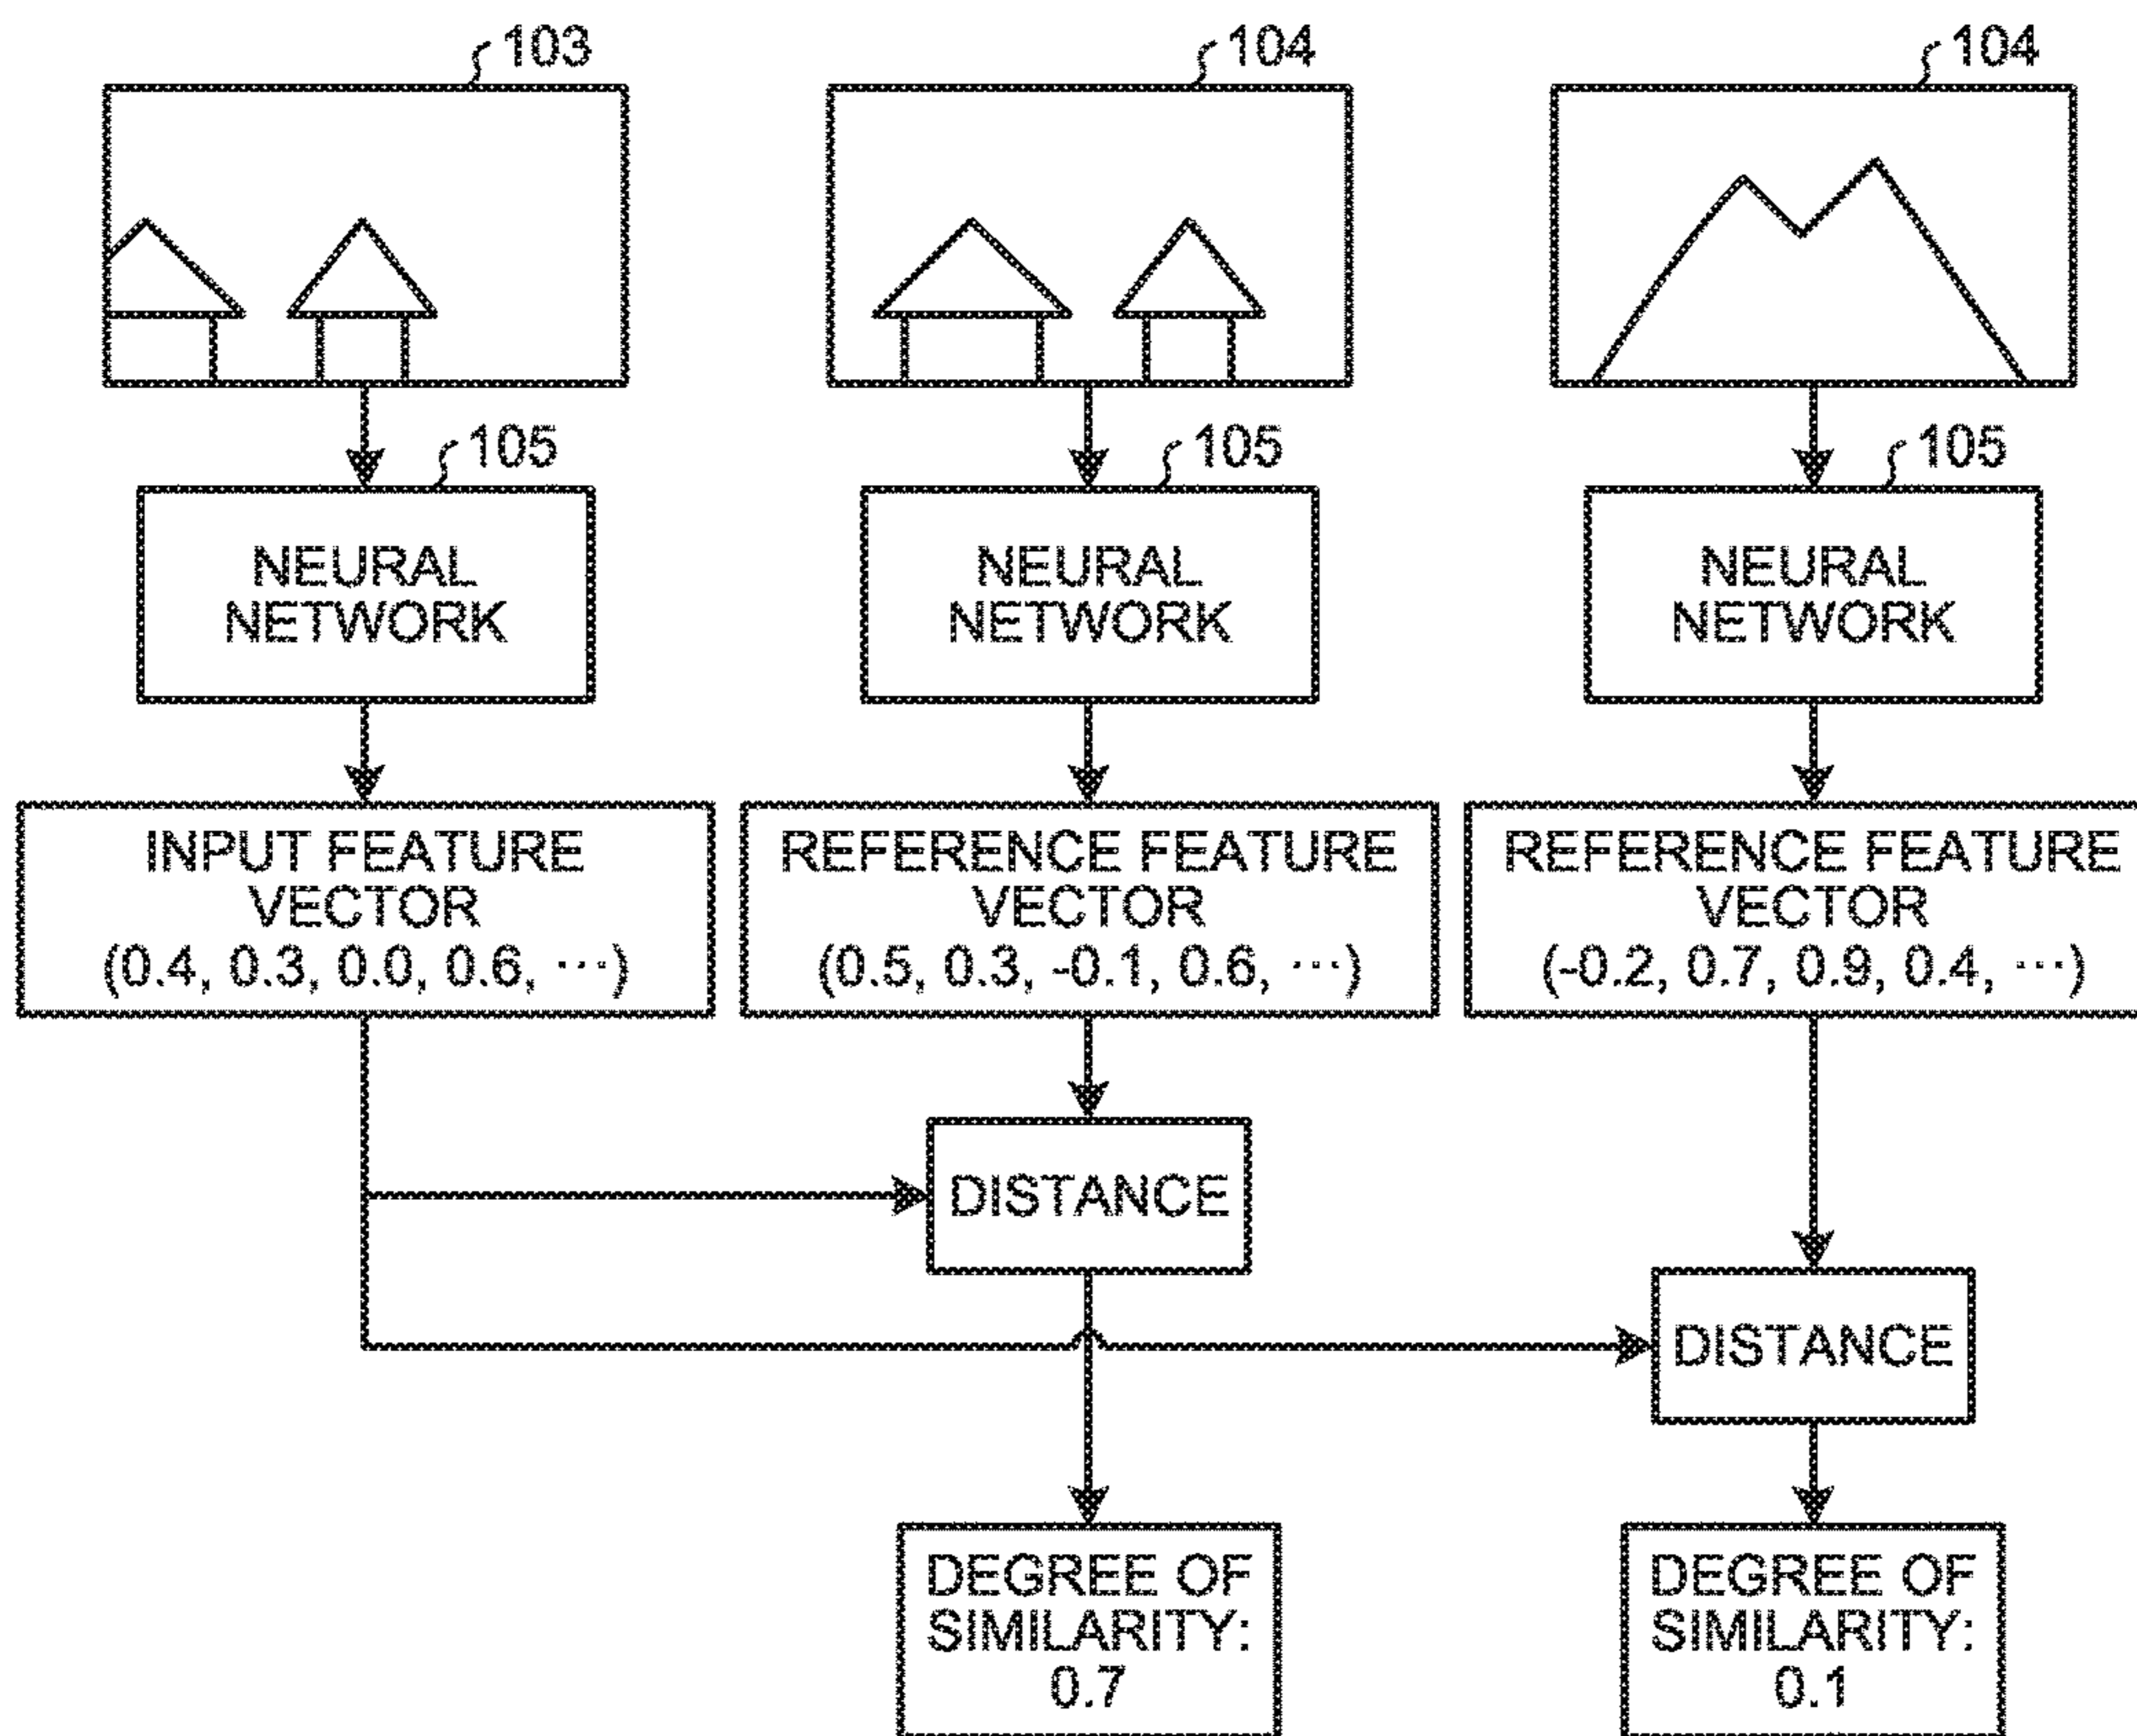 103
104
104
105
105
105
NEURAL
NETWORK
NEURAL
NETWORK
NEURAL
NETWORK
INPUT FEATURE
VECTOR
(0.4, 0.3, 0.0, 0.6, ⋯)
REFERENCE FEATURE
VECTOR
(0.5, 0.3, -0.1, 0.6, ⋯)
REFERENCE FEATURE
VECTOR
(-0.2, 0.7, 0.9, 0.4, ⋯)
DISTANCE
DISTANCE
DEGREE OF
SIMILARITY:
0.7
DEGREE OF
SIMILARITY:
0.1